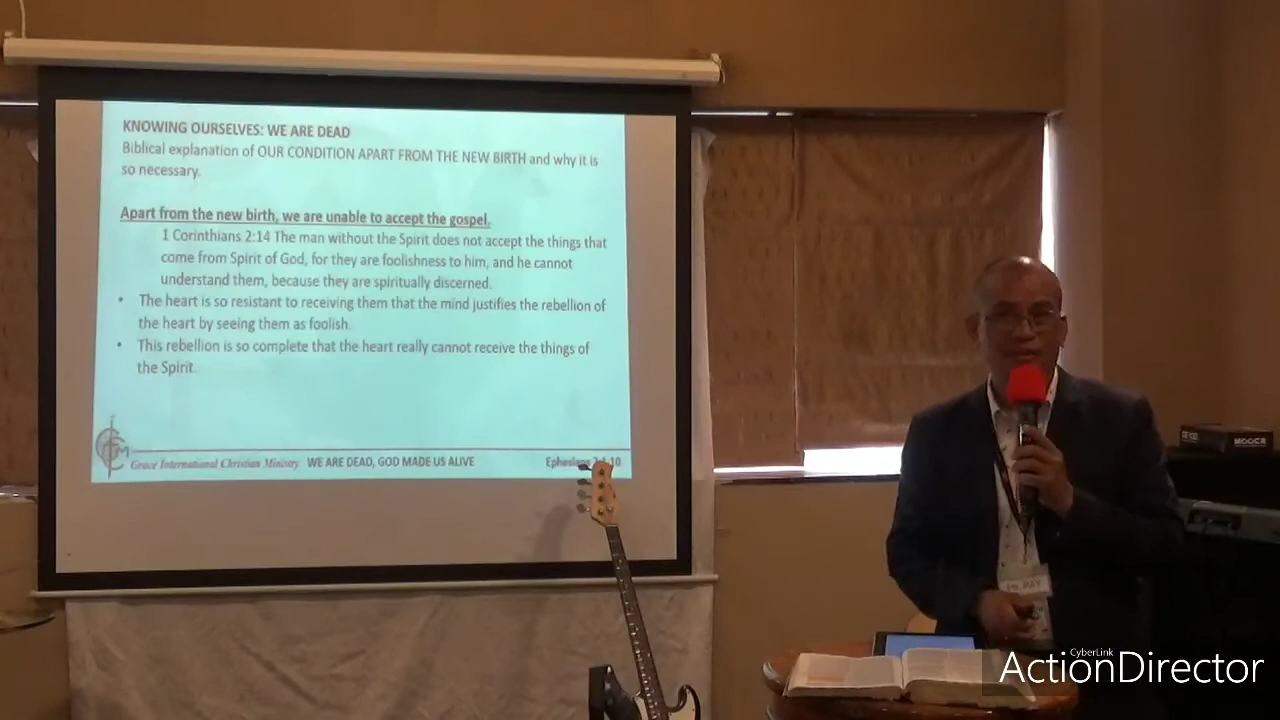 KNOWING OURSELVES: WE ARE DEAD
Biblical explanation of OUR CONDITION APART FROM THE NEW BIRTH and why it is
so necessary.
Apart from the new birth, we are unable to accept the gospel.
1 Corinthians 2:14 The man without the Spirit does not accept the things that
come from Spirit of God, for they are foolishness to him, and he cannot
understand them, because they are spiritually discerned.
• The heart is so resistant to receiving them that the mind justifies the rebellion of
the heart by seeing them as foolish.
• This rebellion is so complete that the heart really cannot receive the things of
the Spirit.
Grace International Christian Ministry WE ARE DEAD, GOD MADE US ALIVE
Ephesians 10
MOOER
RAY
CyberLink
ActionDirector